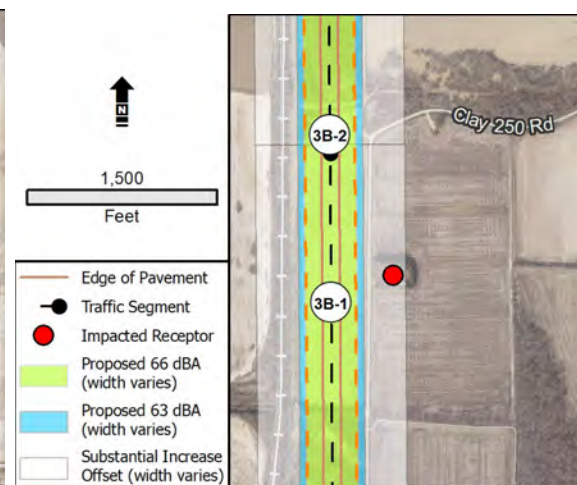 N
1,500
Feet
Edge of Pavement
Traffic Segment
Impacted Receptor
Proposed 66 dBA
(width varies)
Proposed 63 dBA
(width varies)
Substantial Increase
Offset (width varies)
3B-2
Clay 250 Rd
3B-1